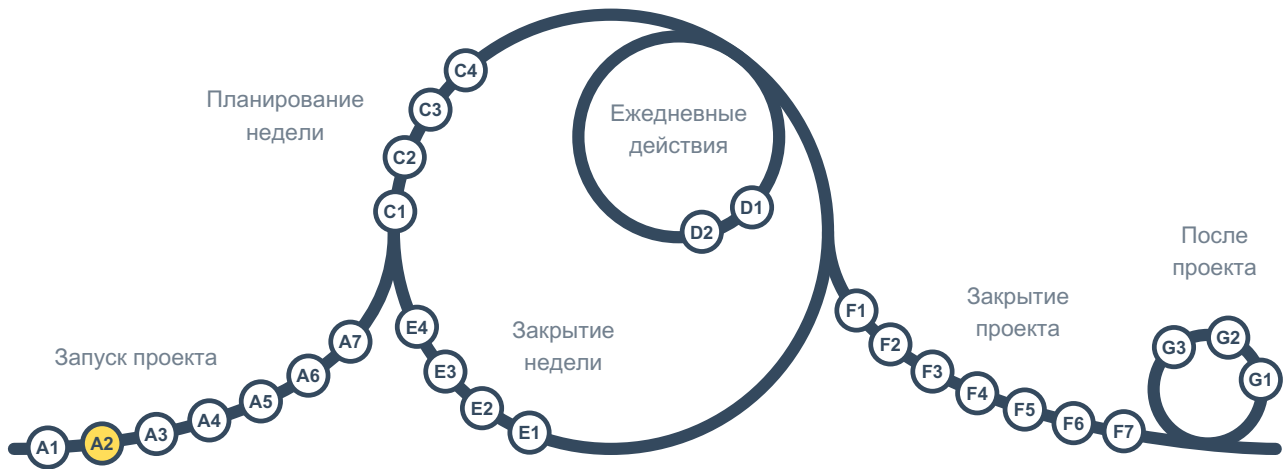 Запуск проекта
A1
A2
A3
A4
A5
A6
A7
Планирование
недели
C1
C2
C3
C4
Ежедневные
действия
D1
D2
Закрытие
недели
E1
E2
E3
E4
Закрытие
проекта
F1
F2
F3
F4
F5
F6
F7
После
проекта
G1
G2
G3